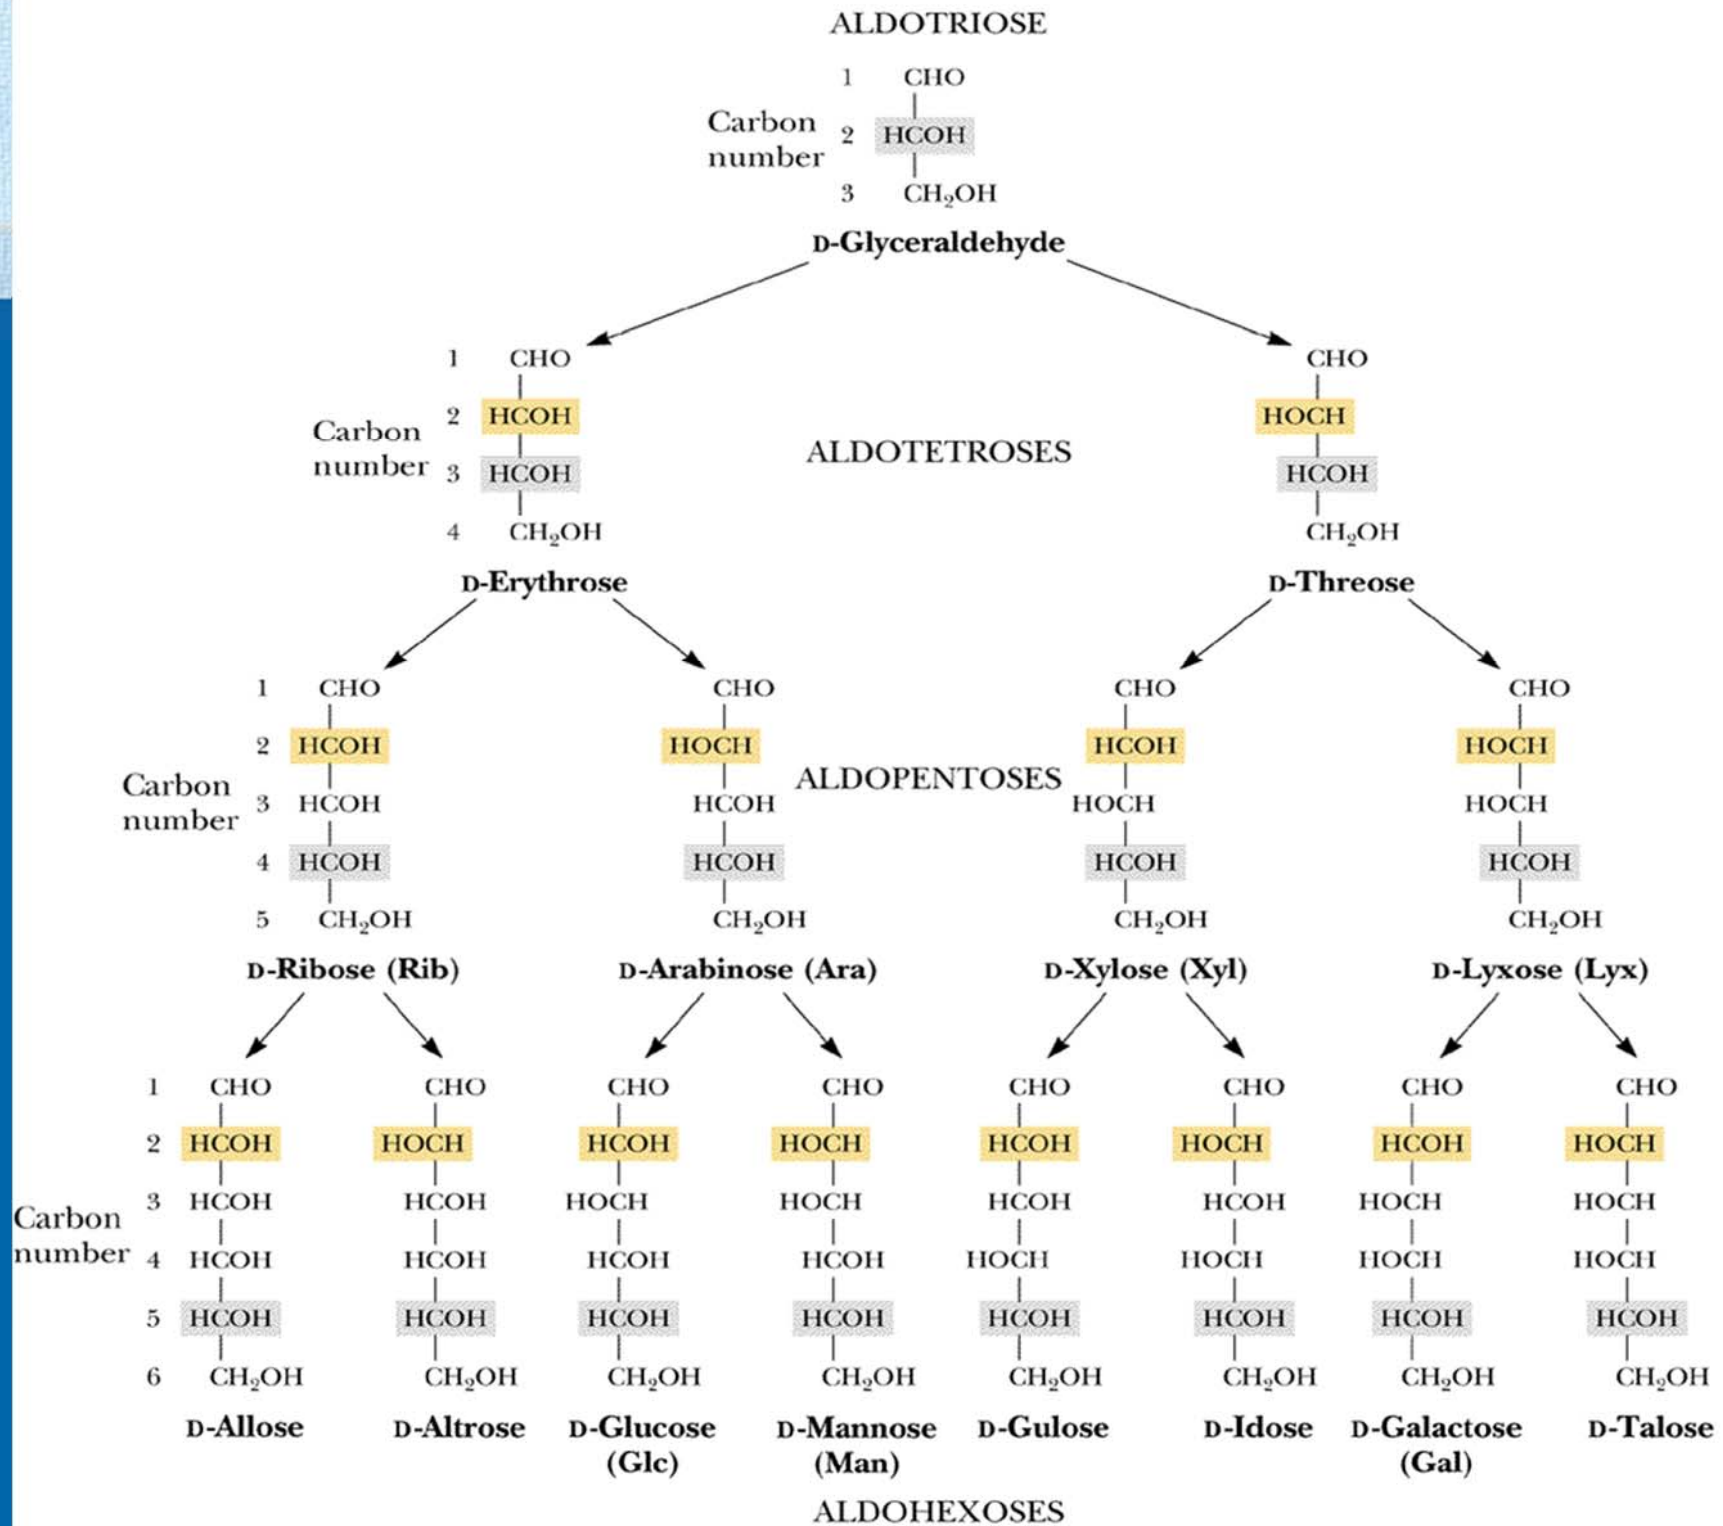 ALDOTRIOSE
1 CHO
Carbon
number
2 HCOH
3 CH₂OH
D-Glyceraldehyde
1 CHO CHO
2 HCOH HOCH
Carbon
number
ALDOTETROSES
3 HCOH HCOH
4 CH₂OH CH₂OH
D-Erythrose D-Threose
1 CHO CHO CHO CHO
2 HCOH HOCH HCOH HOCH
Carbon
number
ALDOPENTOSES
3 HCOH HCOH HOCH HOCH
4 HCOH HCOH HCOH HCOH
5 CH₂OH CH₂OH CH₂OH CH₂OH
D-Ribose (Rib) D-Arabinose (Ara) D-Xylose (Xyl) D-Lyxose (Lyx)
1 CHO CHO CHO CHO CHO CHO CHO CHO
2 HCOH HOCH HCOH HOCH HCOH HOCH HCOH HOCH
3 HCOH HCOH HOCH HOCH HCOH HCOH HOCH HOCH
Carbon
number
4 HCOH HCOH HCOH HCOH HOCH HOCH HOCH HOCH
5 HCOH HCOH HCOH HCOH HCOH HCOH HCOH HCOH
6 CH₂OH CH₂OH CH₂OH CH₂OH CH₂OH CH₂OH CH₂OH CH₂OH
D-Allose D-Altrose D-Glucose D-Mannose D-Gulose D-Idose D-Galactose D-Talose
(Glc) (Man) (Gal)
ALDOHEXOSES